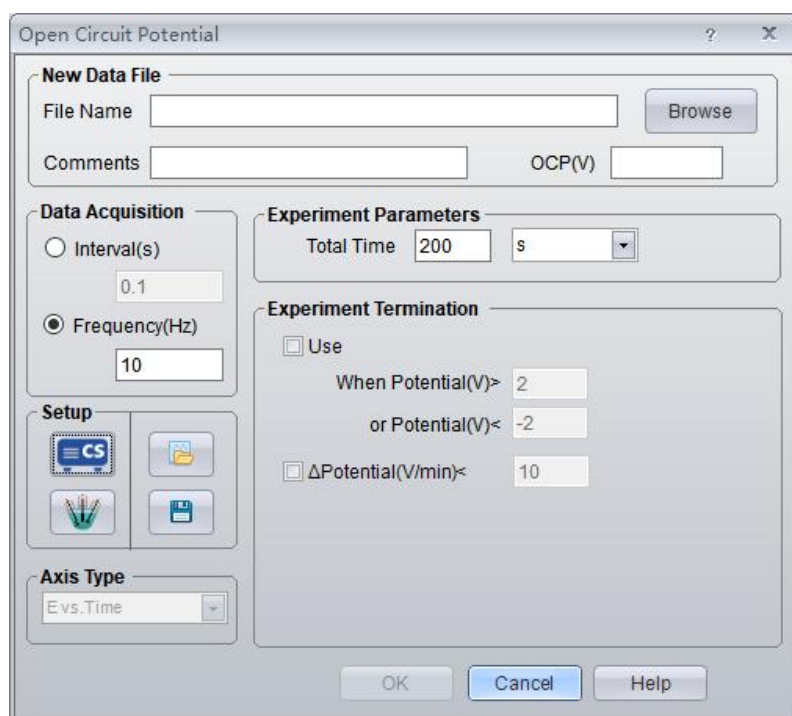 Open Circuit Potential ? X
New Data File
File Name Browse
Comments OCP(V)
Data Acquisition
Interval(s)
0.1
Frequency(Hz)
10
Experiment Parameters
Total Time 200 s
Experiment Termination
Use
When Potential(V)> 2
or Potential(V)< -2
ΔPotential(V/min)< 10
Setup
CS
Axis Type
E vs.Time
OK Cancel Help